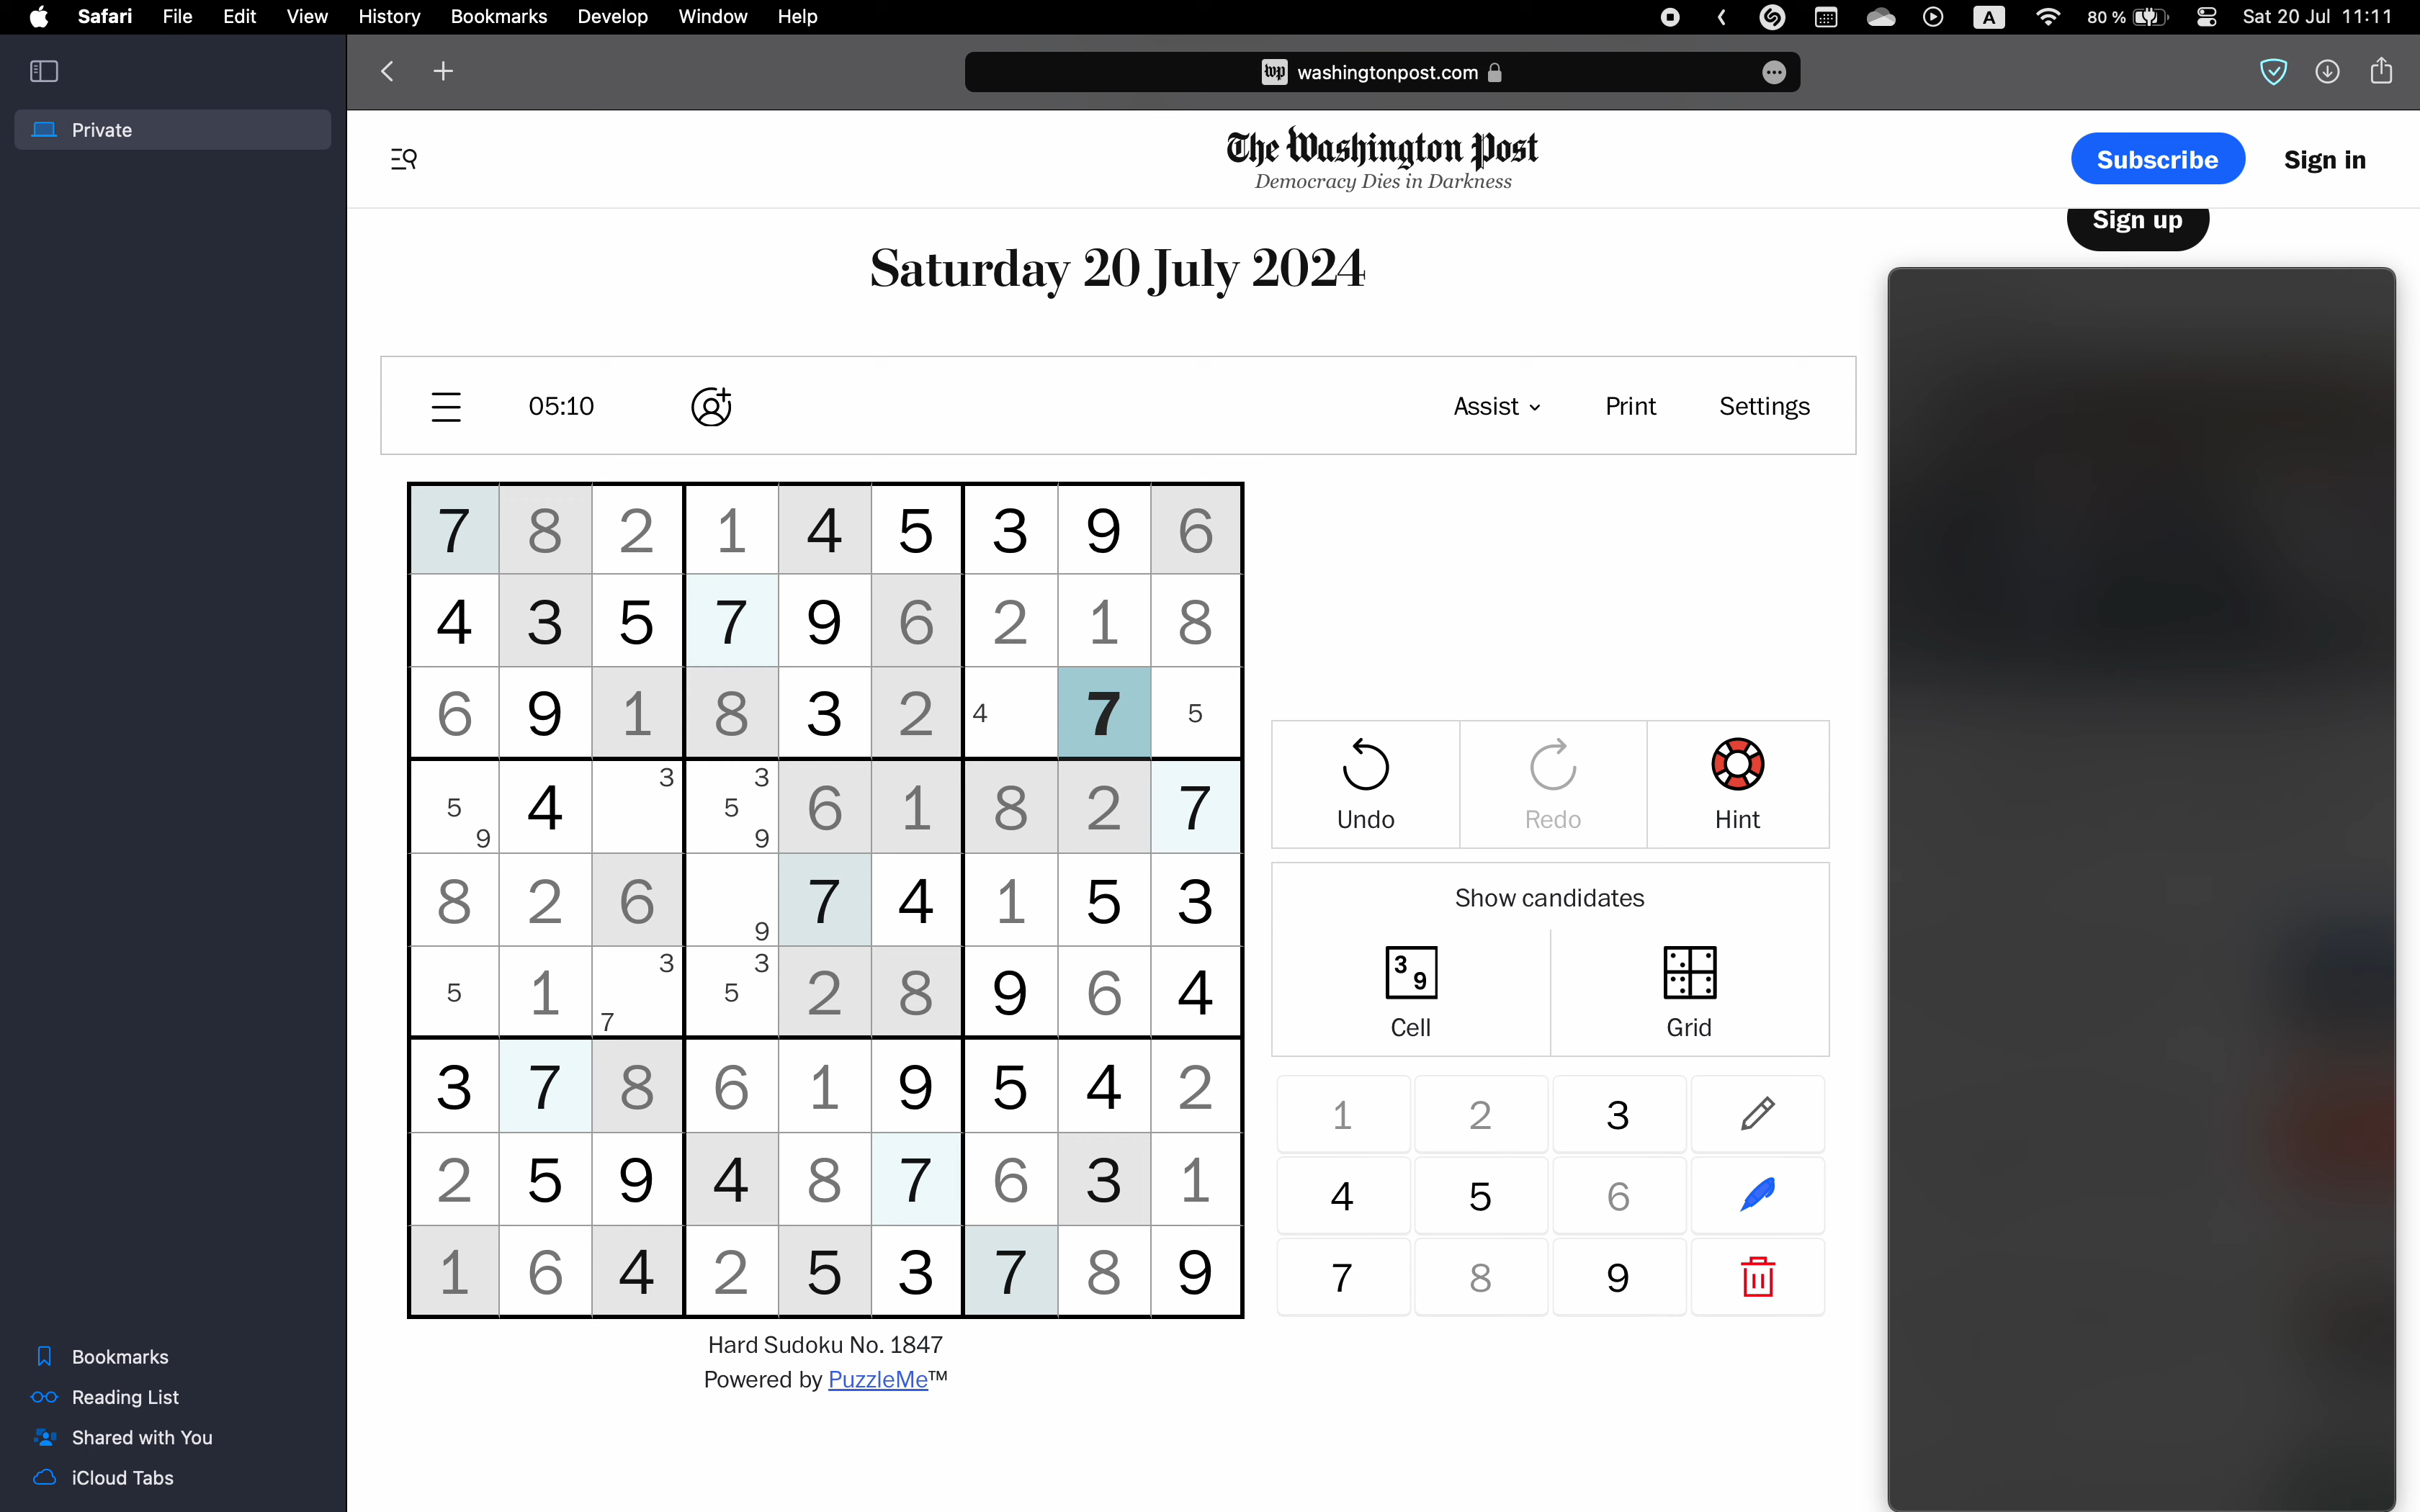 Safari File Edit View History Bookmarks Develop Window Help A 80 % Sat 20 Jul 11:11
Private
wp washingtonpost.com
The Washington Post
Democracy Dies in Darkness
Subscribe Sign in
Sign up
Saturday 20 July 2024
05:10 Assist Print Settings
7 8 2 1 4 5 3 9 6
4 3 5 7 9 6 2 1 8
6 9 1 8 3 2 4 7 5
3 3
5 4 5 6 1 8 2 7
9 9
8 2 6 7 4 1 5 3
9
3 3
5 1 5 2 8 9 6 4
7
3 7 8 6 1 9 5 4 2
2 5 9 4 8 7 6 3 1
1 6 4 2 5 3 7 8 9
Hard Sudoku No. 1847
Powered by PuzzleMe™
Undo Redo Hint
Show candidates
3
9
Cell Grid
1 2 3
4 5 6
7 8 9
Bookmarks
Reading List
Shared with You
iCloud Tabs